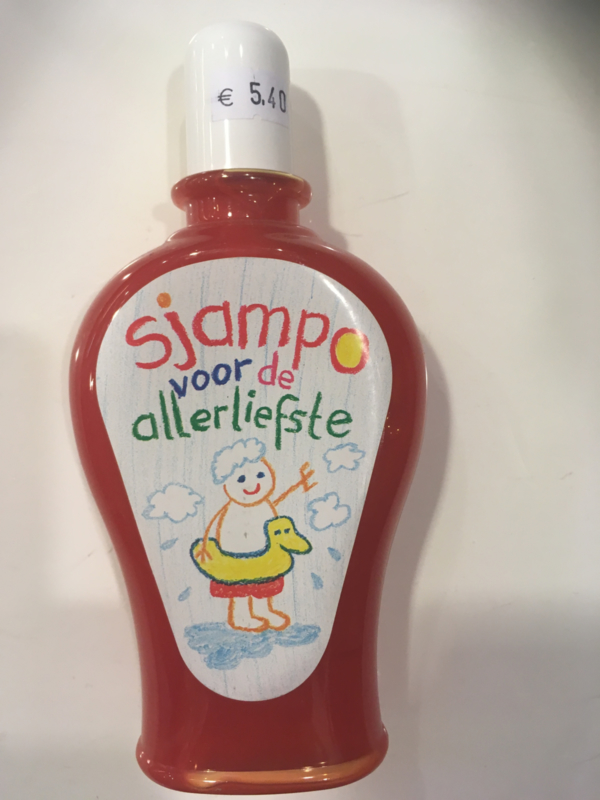 € 5.40
sjampo
voor de
allerliefste